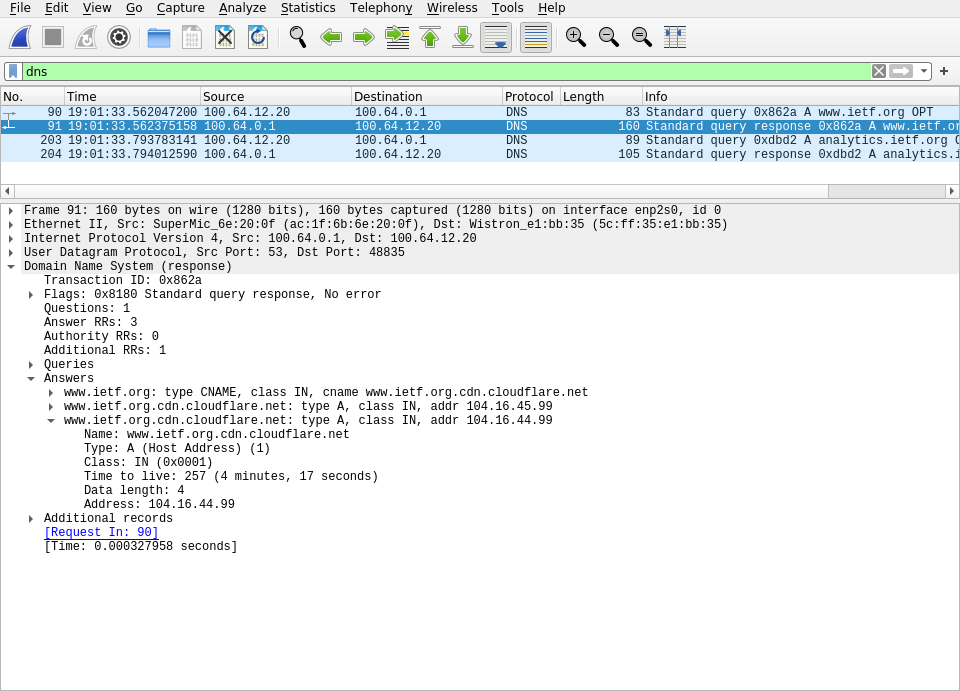 File Edit View Go Capture Analyze Statistics Telephony Wireless Tools Help
dns
No. Time Source Destination Protocol Length Info
90 19:01:33.562047200 100.64.12.20 100.64.0.1 DNS 83 Standard query 0x862a A www.ietf.org OPT
91 19:01:33.562375158 100.64.0.1 100.64.12.20 DNS 160 Standard query response 0x862a A www.ietf.or
203 19:01:33.793783141 100.64.12.20 100.64.0.1 DNS 89 Standard query 0xdbd2 A analytics.ietf.org O
204 19:01:33.794012590 100.64.0.1 100.64.12.20 DNS 105 Standard query response 0xdbd2 A analytics.i
Frame 91: 160 bytes on wire (1280 bits), 160 bytes captured (1280 bits) on interface enp2s0, id 0
Ethernet II, Src: SuperMic_6e:20:0f (ac:1f:6b:6e:20:0f), Dst: Wistron_e1:bb:35 (5c:ff:35:e1:bb:35)
Internet Protocol Version 4, Src: 100.64.0.1, Dst: 100.64.12.20
User Datagram Protocol, Src Port: 53, Dst Port: 48835
Domain Name System (response)
Transaction ID: 0x862a
Flags: 0x8180 Standard query response, No error
Questions: 1
Answer RRs: 3
Authority RRs: 0
Additional RRs: 1
Queries
Answers
www.ietf.org: type CNAME, class IN, cname www.ietf.org.cdn.cloudflare.net
www.ietf.org.cdn.cloudflare.net: type A, class IN, addr 104.16.45.99
www.ietf.org.cdn.cloudflare.net: type A, class IN, addr 104.16.44.99
Name: www.ietf.org.cdn.cloudflare.net
Type: A (Host Address) (1)
Class: IN (0x0001)
Time to live: 257 (4 minutes, 17 seconds)
Data length: 4
Address: 104.16.44.99
Additional records
[Request In: 90]
[Time: 0.000327958 seconds]